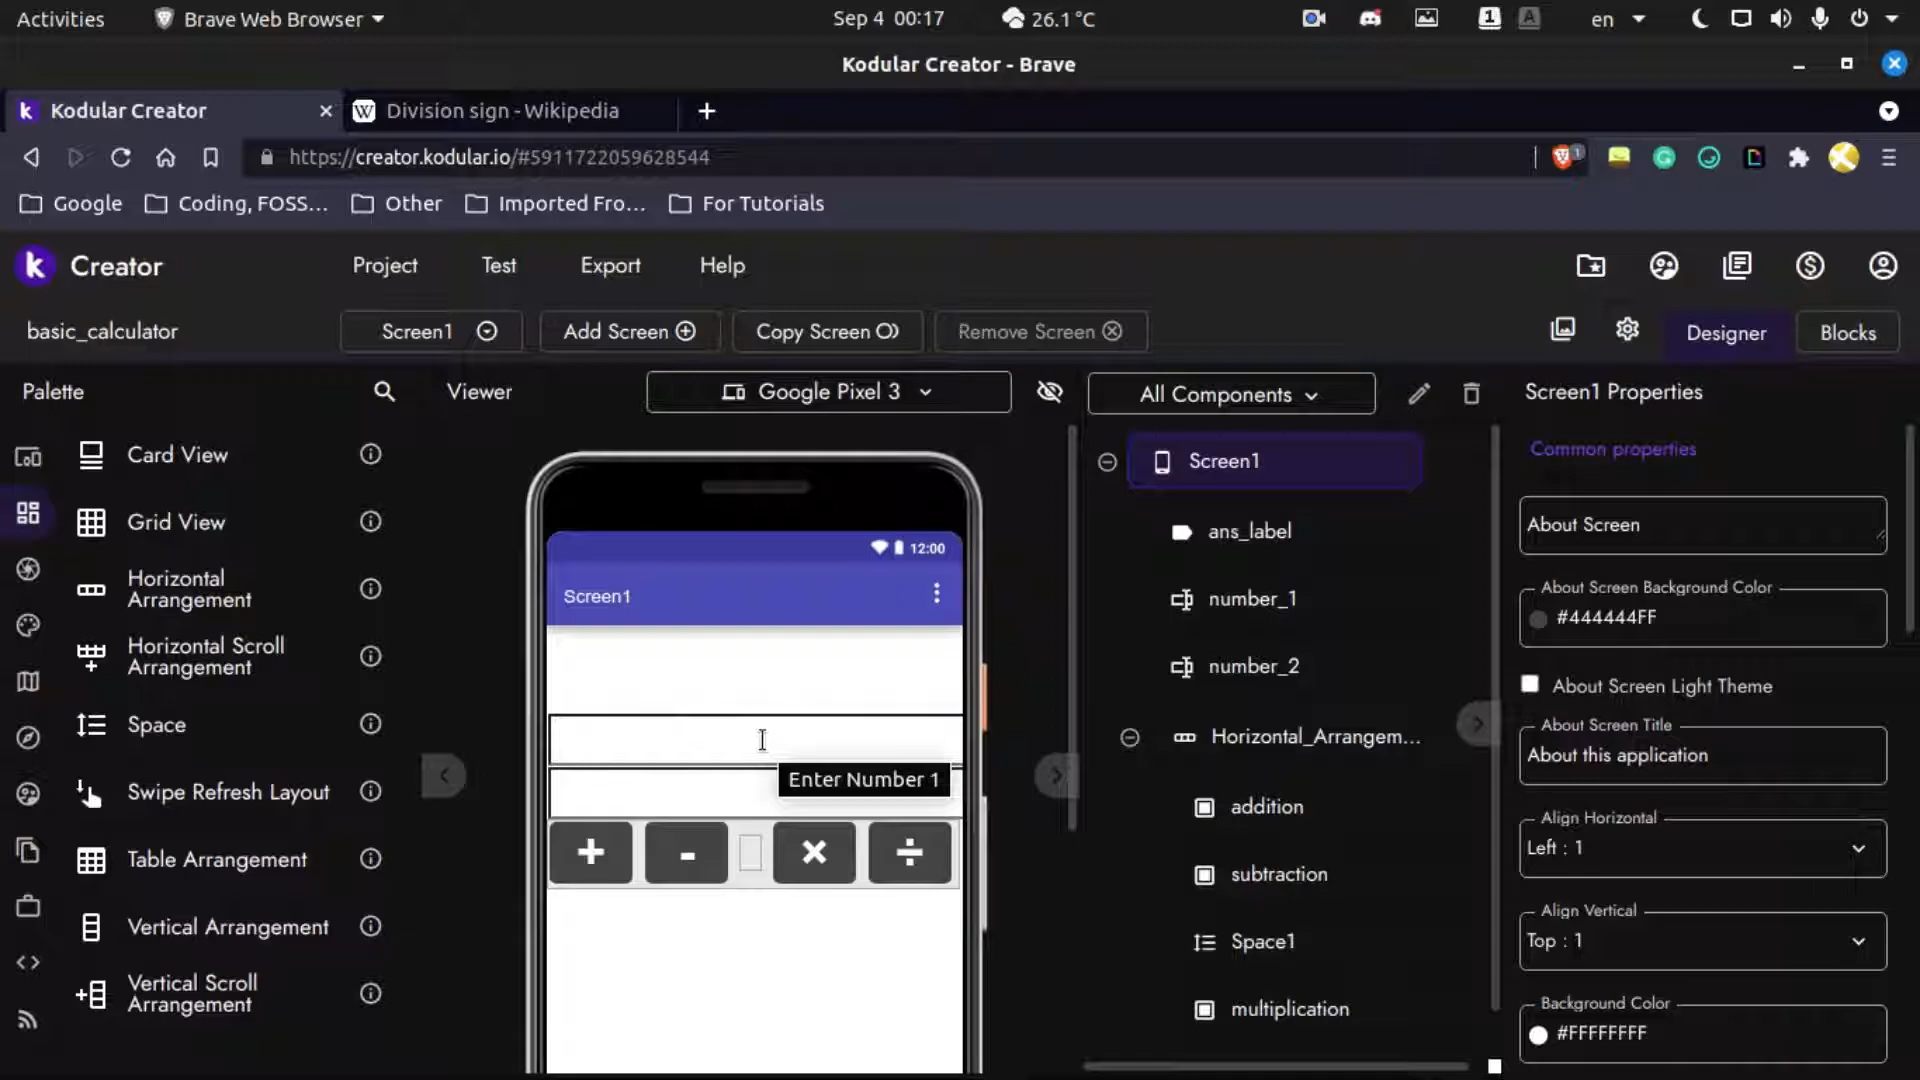 Activities
Brave Web Browser
Sep 4 00:17
26.1 °C
1
A
en
Kodular Creator - Brave
Kodular Creator
Division sign - Wikipedia
https://creator.kodular.io/#5911722059628544
1
Google
Coding, FOSS...
Other
Imported Fro...
For Tutorials
Creator
Project
Test
Export
Help
basic_calculator
Screen1
Add Screen
Copy Screen
Remove Screen
Designer
Blocks
Palette
Viewer
Google Pixel 3
All Components
Screen1 Properties
Card View
Grid View
Horizontal
Arrangement
Horizontal Scroll
Arrangement
Space
Swipe Refresh Layout
Table Arrangement
Vertical Arrangement
Vertical Scroll
Arrangement
12:00
Screen1
Enter Number 1
+ - × ÷
Screen1
ans_label
number_1
number_2
Horizontal_Arrangem...
addition
subtraction
Space1
multiplication
Common properties
About Screen
About Screen Background Color
#444444FF
About Screen Light Theme
About Screen Title
About this application
Align Horizontal
Left : 1
Align Vertical
Top : 1
Background Color
#FFFFFFFF